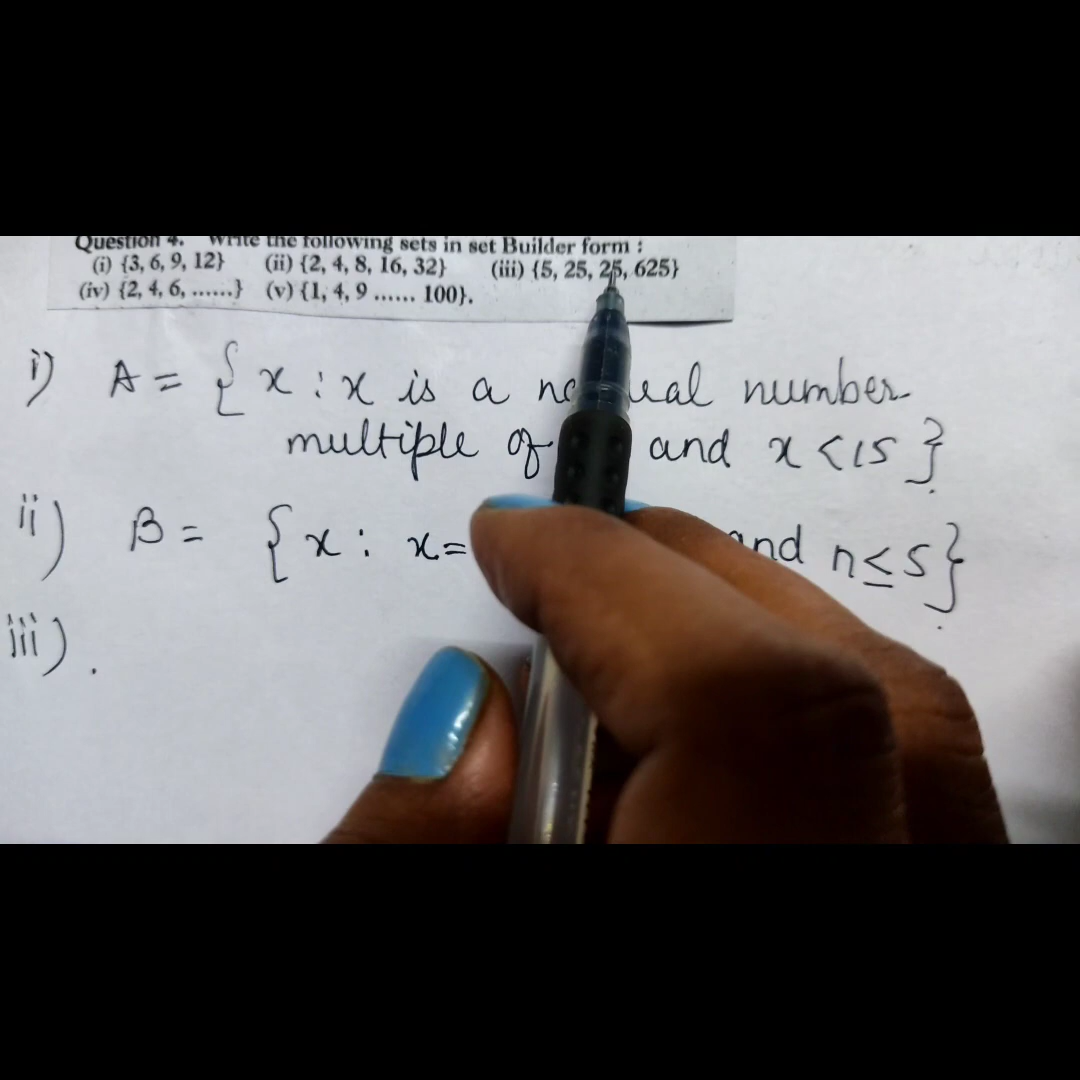 Question 4. Write the following sets in set Builder form :
(i) {3, 6, 9, 12} (ii) {2, 4, 8, 16, 32} (iii) {5, 25, 25, 625}
(iv) {2, 4, 6, ......} (v) {1, 4, 9 ...... 100}.
i) A = { x : x is a number
multiple of and x < 15 }.
ii) B = { x : x = and n ≤ 5 }.
iii) .